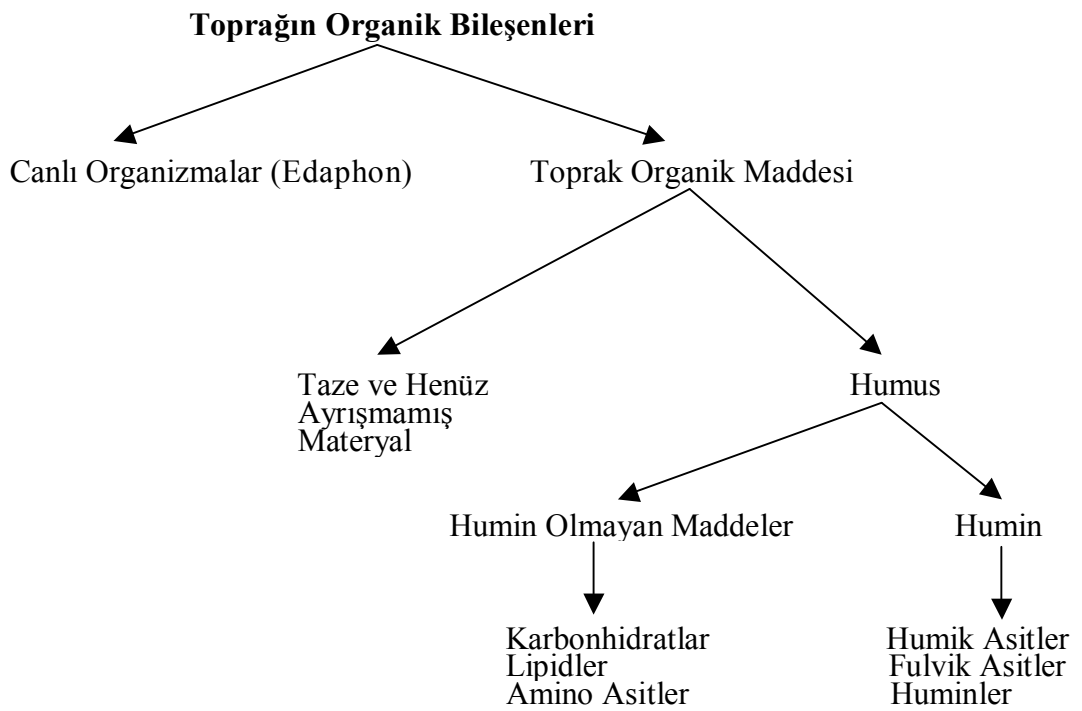 Toprağın Organik Bileşenleri
Canlı Organizmalar (Edaphon)
Toprak Organik Maddesi
Taze ve Henüz
Ayrışmamış
Materyal
Humus
Humin Olmayan Maddeler
Humin
Karbonhidratlar
Lipidler
Amino Asitler
Humik Asitler
Fulvik Asitler
Huminler